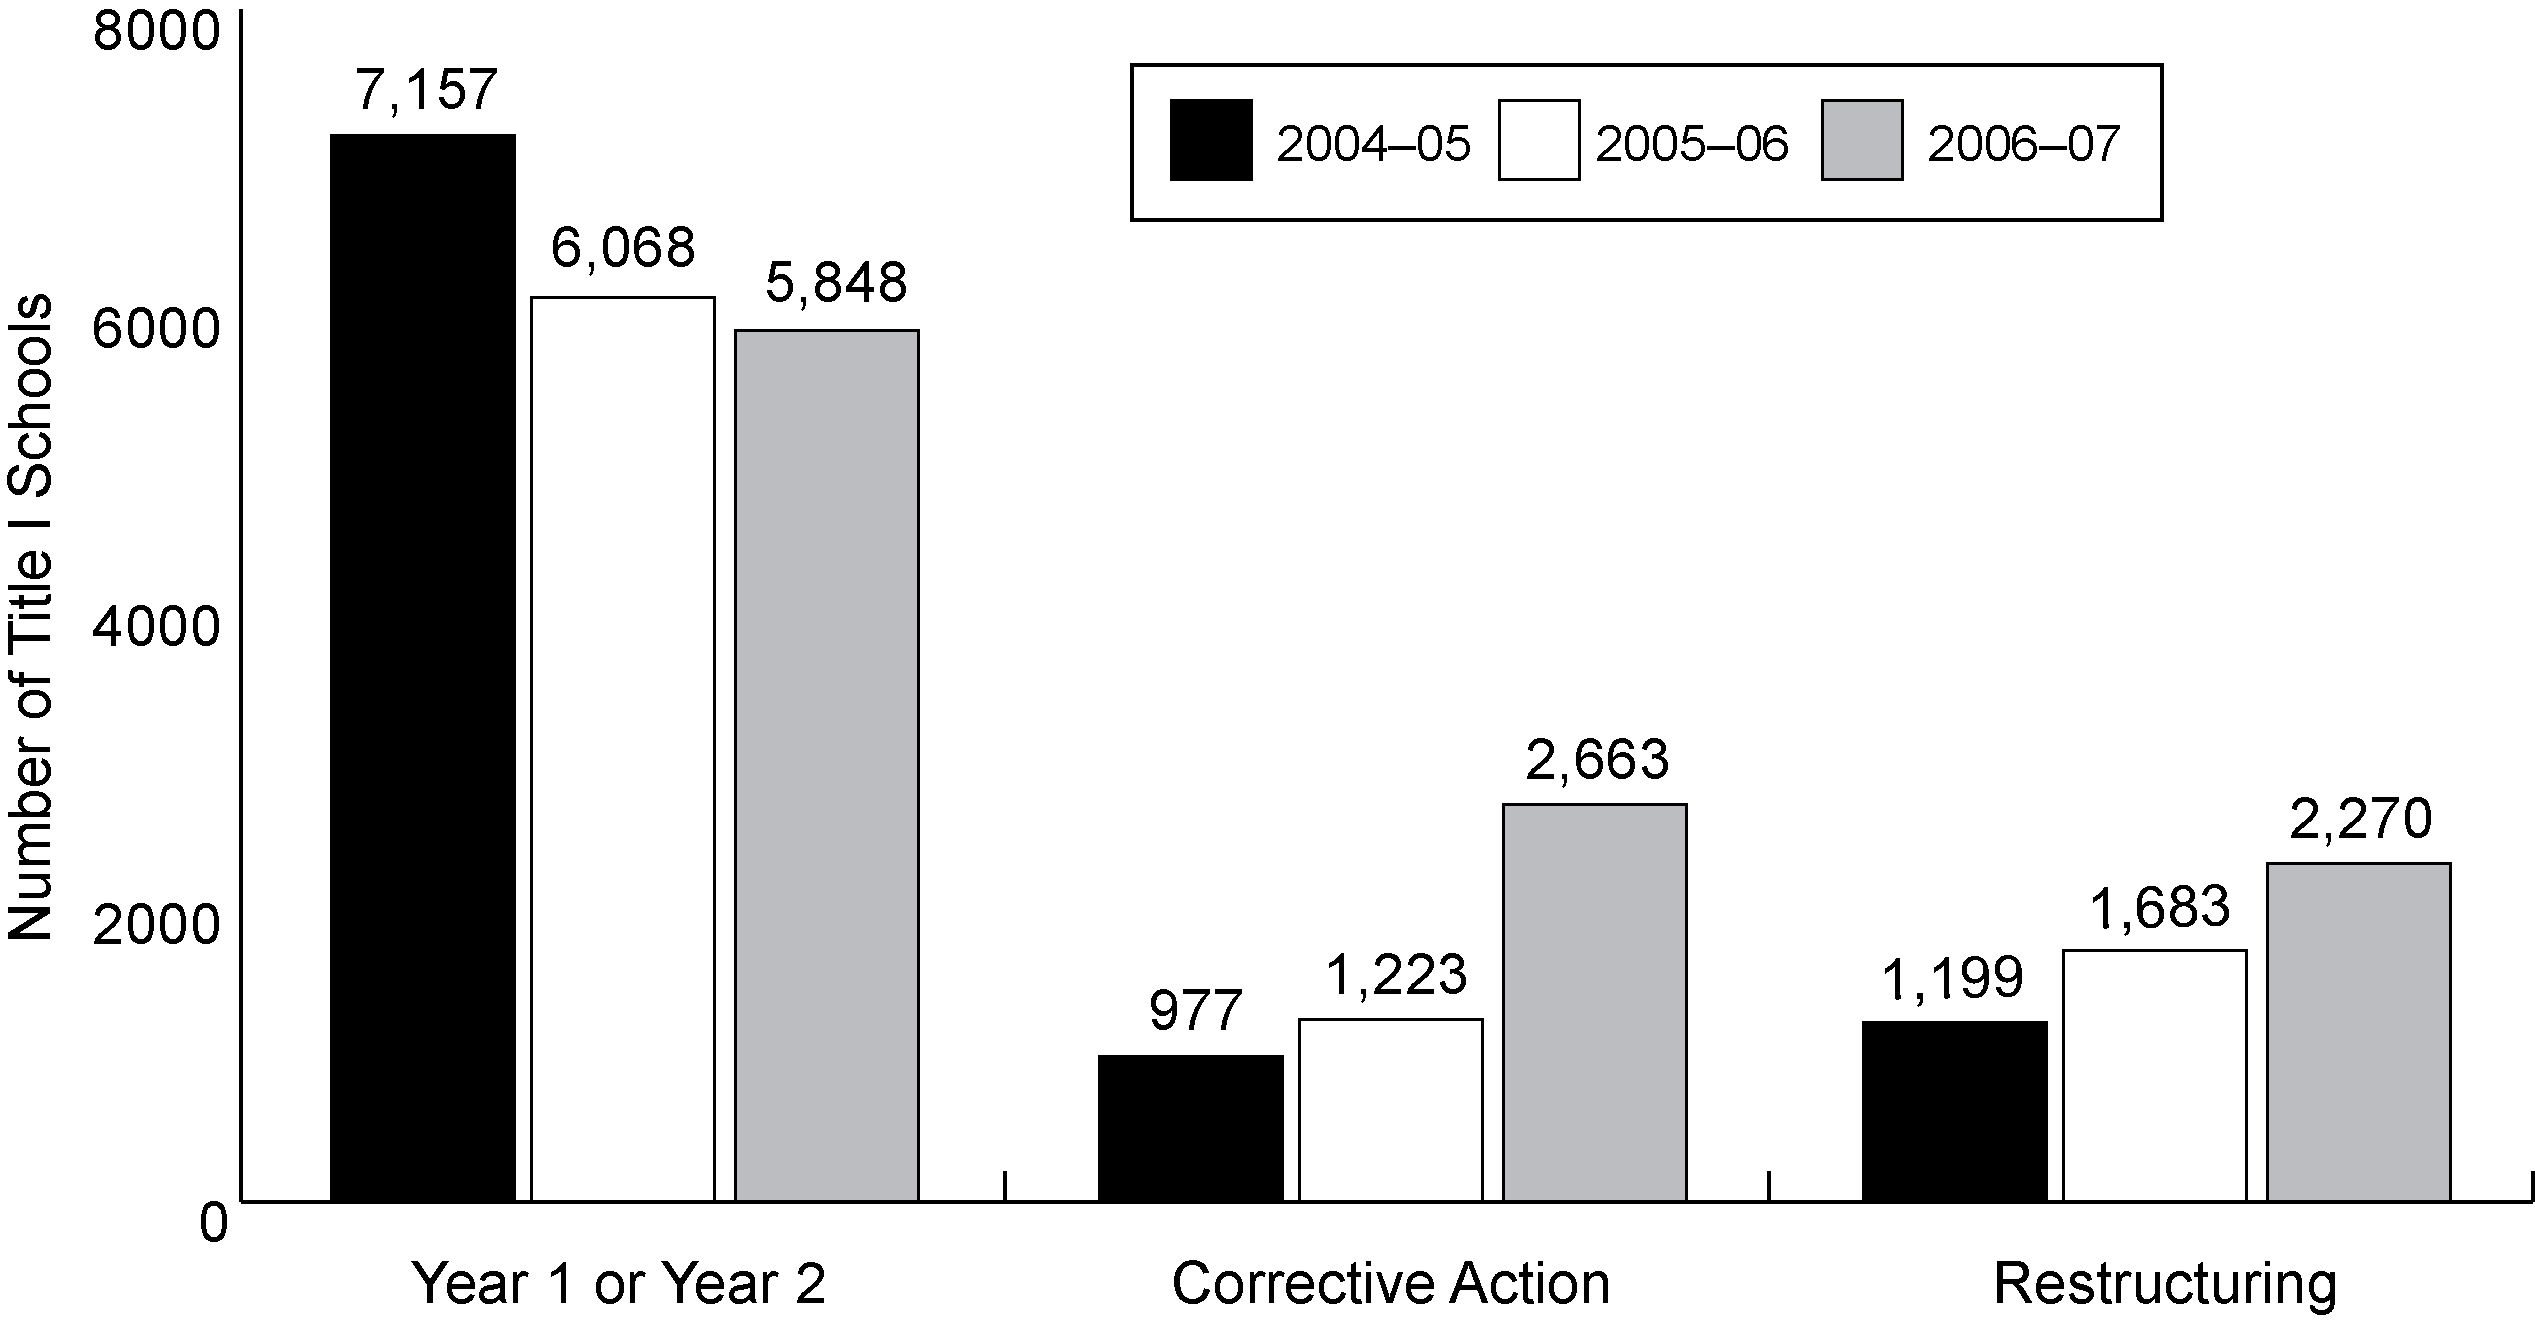 8000
6000
4000
2000
0
Number of Title I Schools
2004–05 2005–06 2006–07
7,157
6,068
5,848
977
1,223
2,663
1,199
1,683
2,270
Year 1 or Year 2
Corrective Action
Restructuring